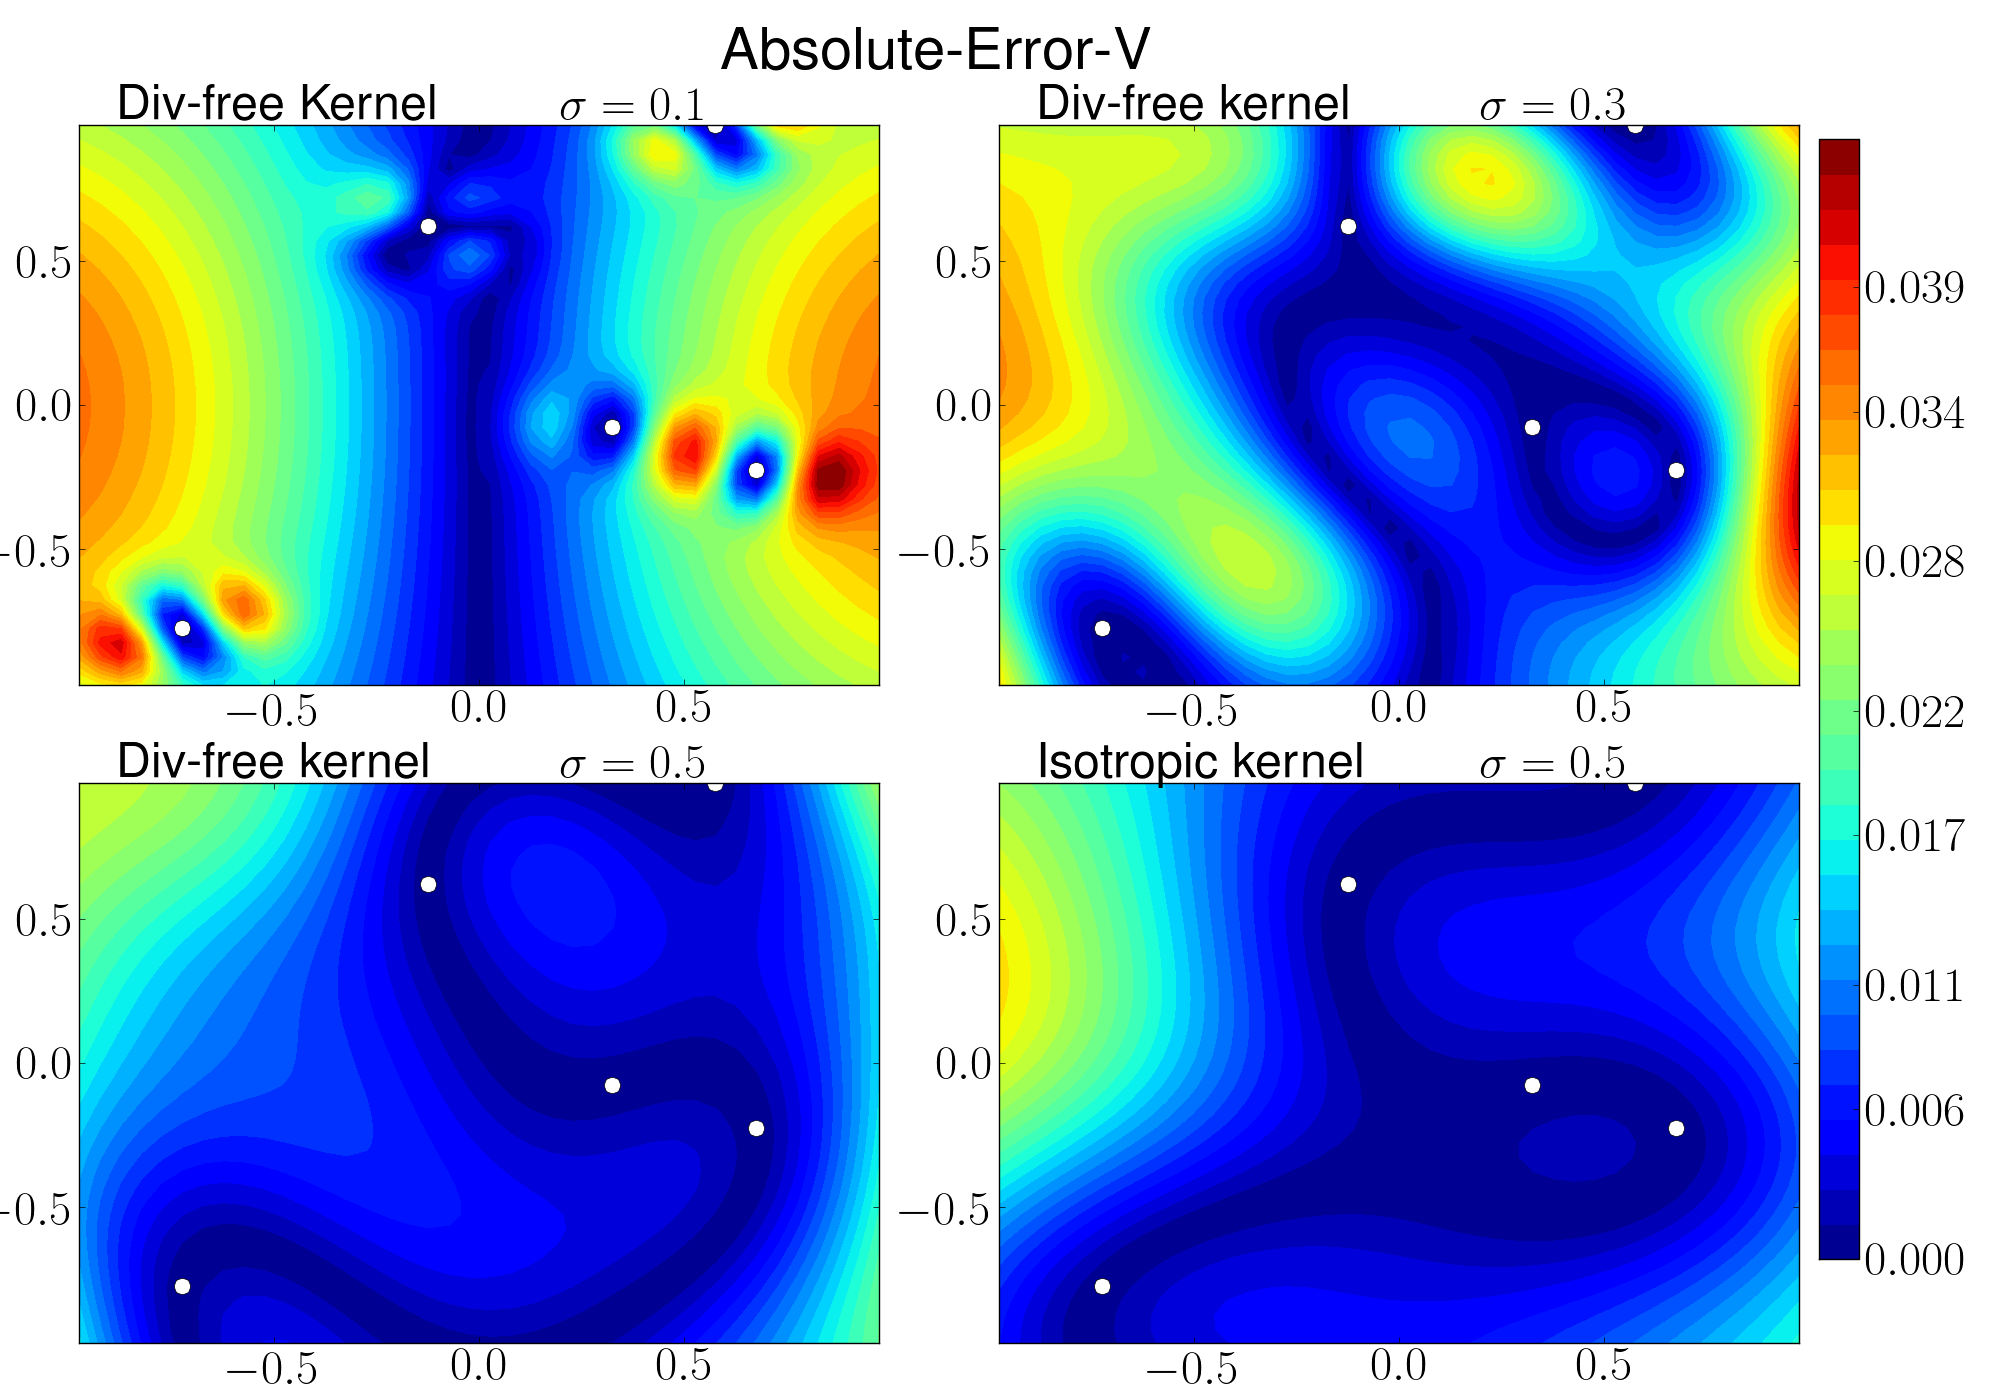 Absolute-Error-V
Div-free Kernel σ = 0.1
Div-free kernel σ = 0.3
0.5
0.0
−0.5
−0.5 0.0 0.5
0.5
0.0
−0.5
−0.5 0.0 0.5
Div-free kernel σ = 0.5
Isotropic kernel σ = 0.5
0.5
0.0
−0.5
−0.5 0.0 0.5
0.5
0.0
−0.5
−0.5 0.0 0.5
0.039
0.034
0.028
0.022
0.017
0.011
0.006
0.000